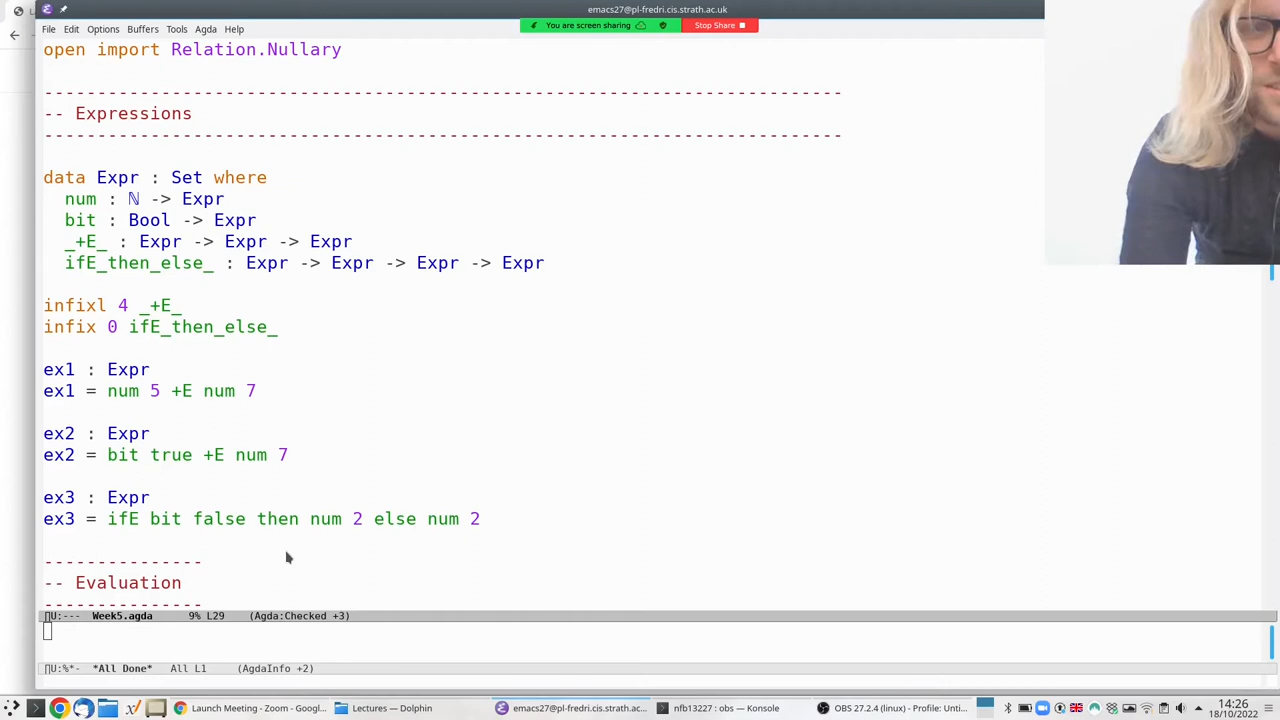 emacs27@pl-fredri.cis.strath.ac.uk
File Edit Options Buffers Tools Agda Help
You are screen sharing Stop Share
open import Relation.Nullary
---------------------------------------------------------------------------
-- Expressions
---------------------------------------------------------------------------
data Expr : Set where
  num : ℕ -> Expr
  bit : Bool -> Expr
  _+E_ : Expr -> Expr -> Expr
  ifE_then_else_ : Expr -> Expr -> Expr -> Expr
infixl 4 _+E_
infix 0 ifE_then_else_
ex1 : Expr
ex1 = num 5 +E num 7
ex2 : Expr
ex2 = bit true +E num 7
ex3 : Expr
ex3 = ifE bit false then num 2 else num 2
---------------
-- Evaluation
---------------
U:--- Week5.agda 9% L29 (Agda:Checked +3)
U:%*- *All Done* All L1 (AgdaInfo +2)
Launch Meeting - Zoom - Googl... Lectures — Dolphin emacs27@pl-fredri.cis.strath.ac... nfb13227 : obs — Konsole OBS 27.2.4 (linux) - Profile: Unti... 14:26
18/10/2022